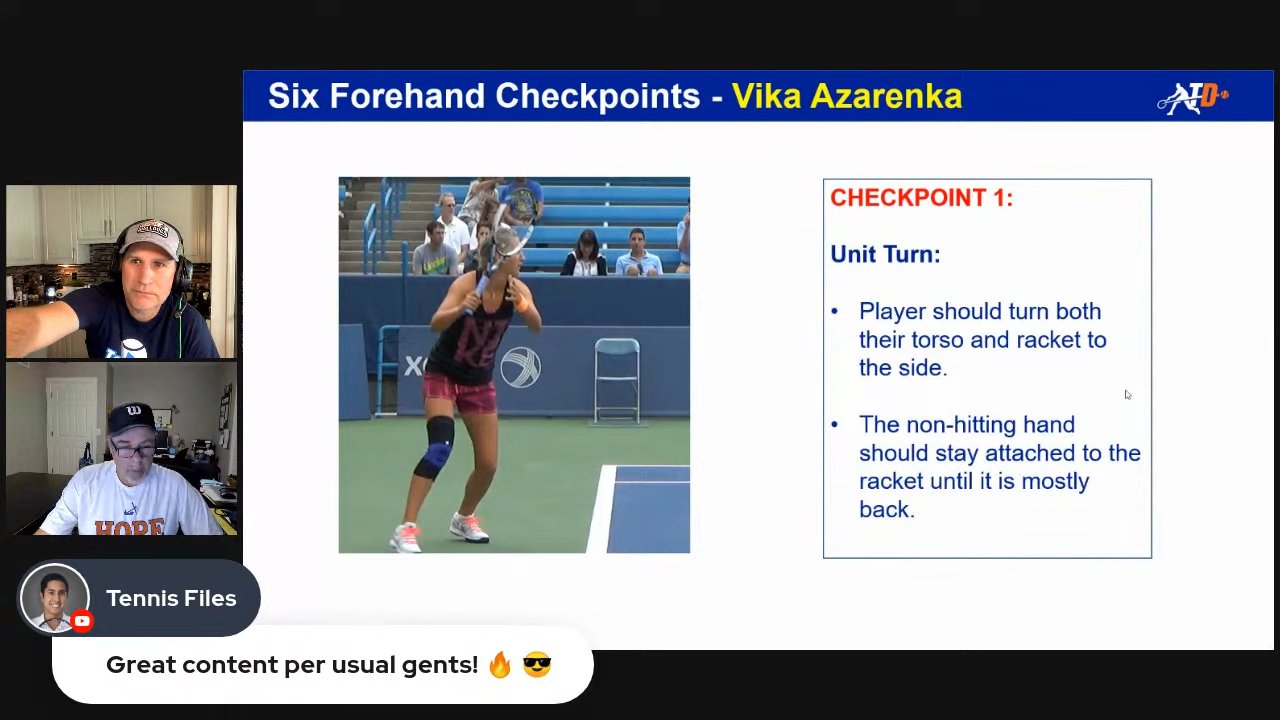 Six Forehand Checkpoints - Vika Azarenka
CHECKPOINT 1:
Unit Turn:
• Player should turn both
their torso and racket to
the side.
• The non-hitting hand
should stay attached to the
racket until it is mostly
back.
HOPE
Tennis Files
Great content per usual gents! 🔥 😎